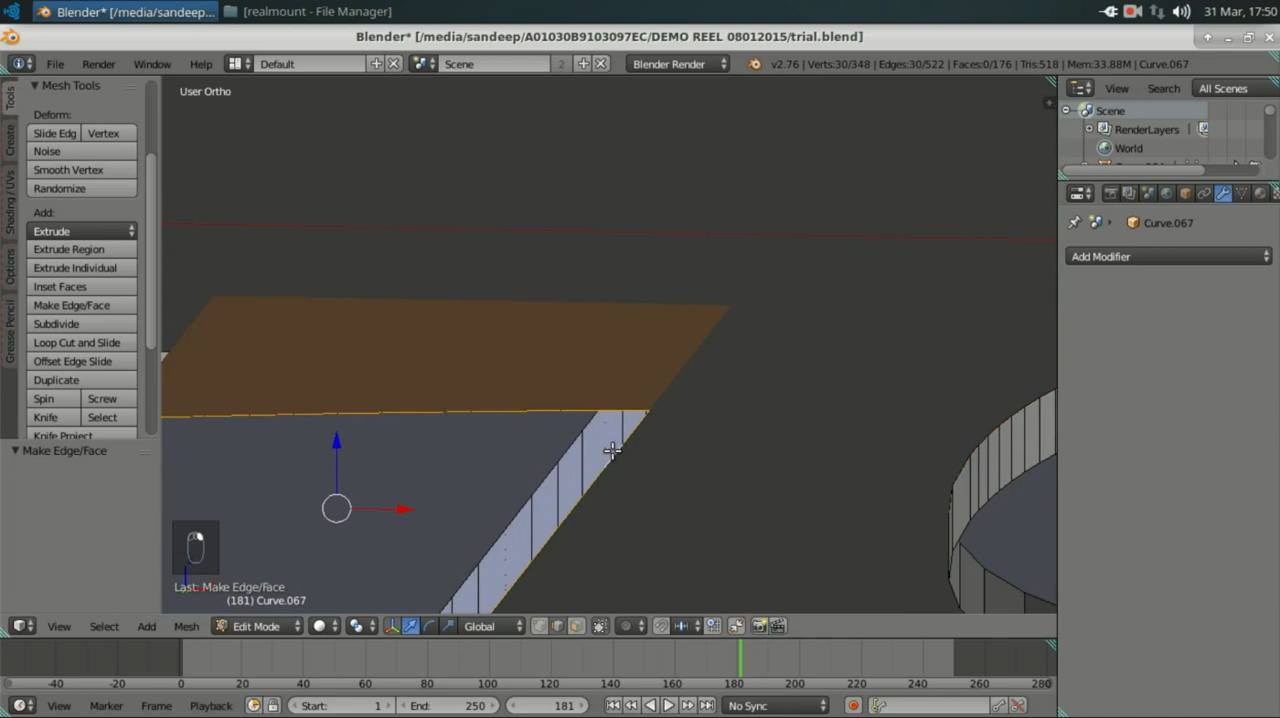 Blender* [/media/sandeep... [realmount - File Manager] 31 Mar, 17:50
Blender* [/media/sandeep/A01030B9103097EC/DEMO REEL 08012015/trial.blend]
File Render Window Help Default Scene 2 Blender Render v2.76 | Verts:30/348 | Edges:30/522 | Faces:0/176 | Tris:518 | Mem:33.88M | Curve.067
Tools
Create
Shading / UVs
Options
Grease Pencil
Mesh Tools
Deform:
Slide Edg Vertex
Noise
Smooth Vertex
Randomize
Add:
Extrude
Extrude Region
Extrude Individual
Inset Faces
Make Edge/Face
Subdivide
Loop Cut and Slide
Offset Edge Slide
Duplicate
Spin Screw
Knife Select
Knife Project
Make Edge/Face
User Ortho
Last: Make Edge/Face
(181) Curve.067
View Search All Scenes
Scene
RenderLayers
World
Curve.067
Add Modifier
View Select Add Mesh Edit Mode Global
-40 -20 0 20 40 60 80 100 120 140 160 180 200 220 240 260 280
View Marker Frame Playback Start: 1 End: 250 181 No Sync